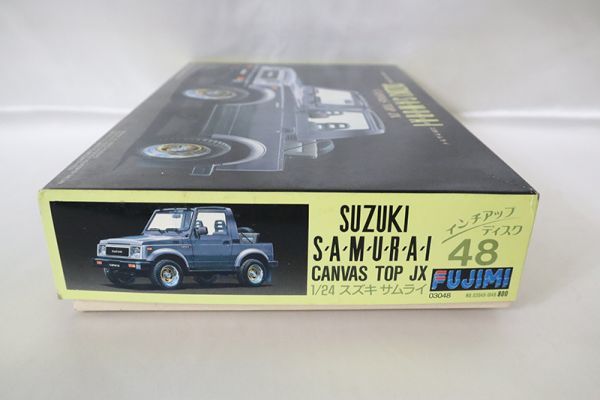 SUZUKI
S·A·M·U·R·A·I
CANVAS TOP JX
1/24 スズキ サムライ
インチアップ
ディスク
48
FUJIMI
03048
800